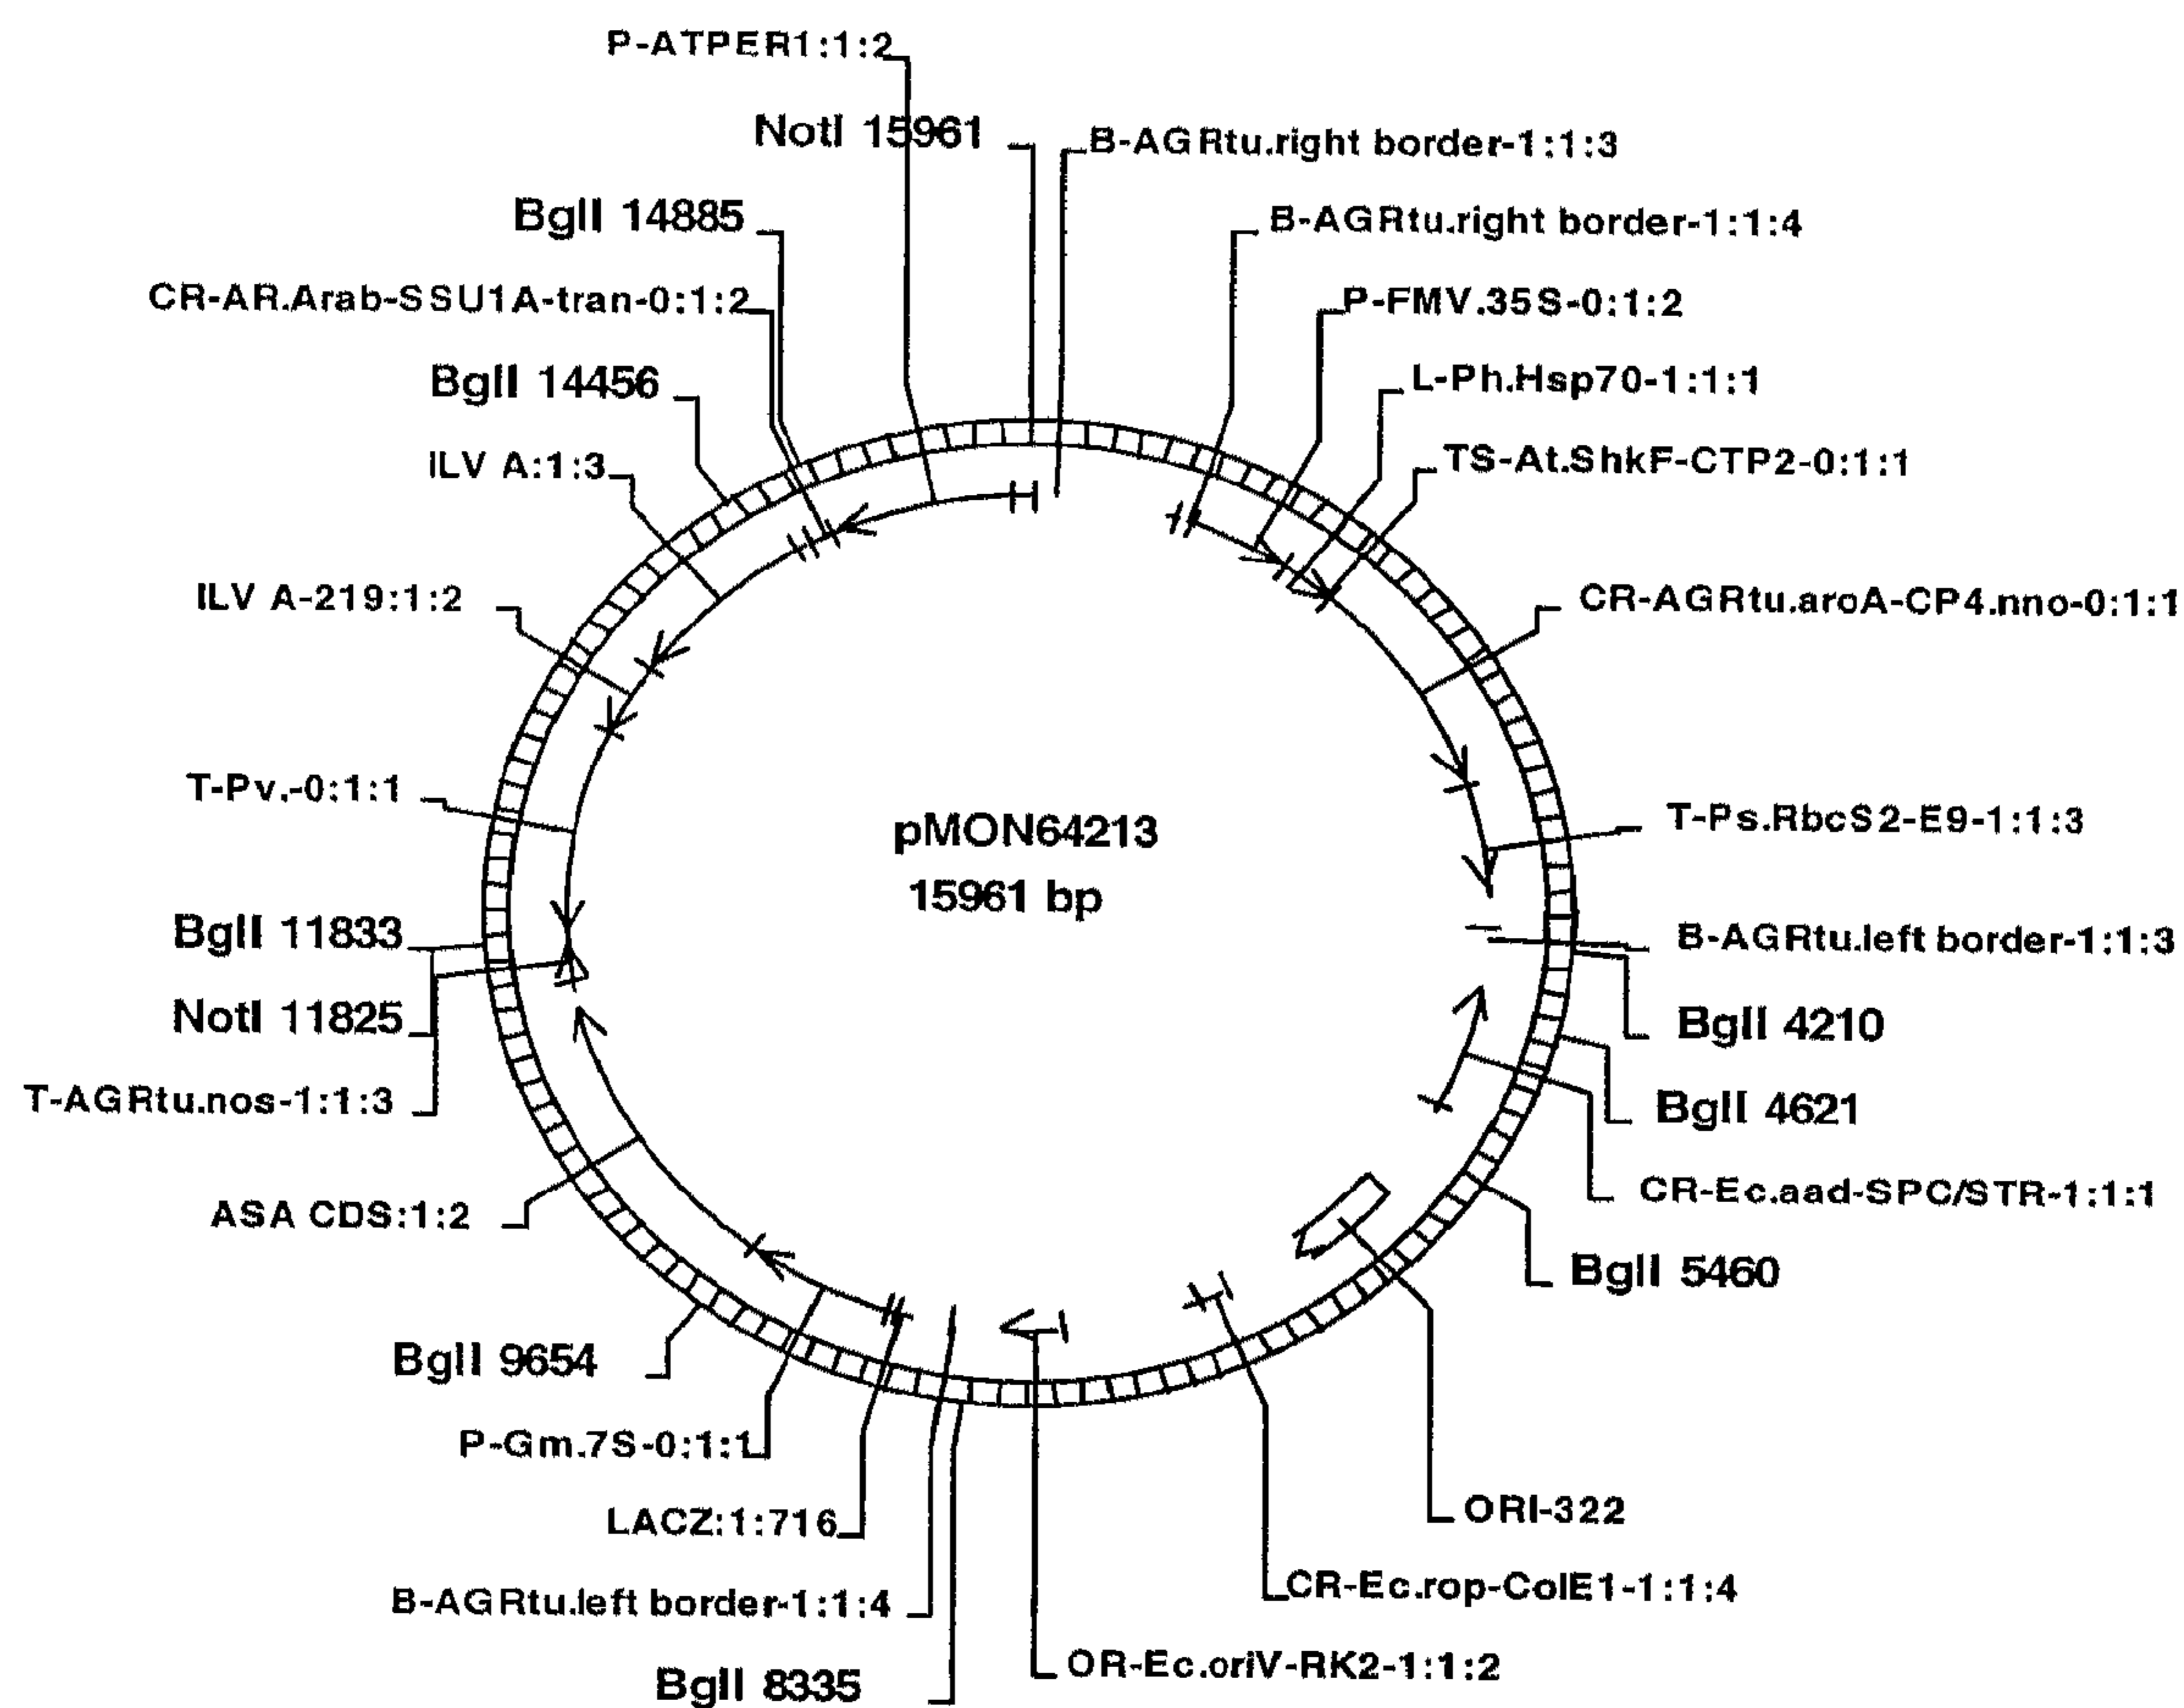 P-ATPER1:1:2
NotI 15961
B-AGRtu.right border-1:1:3
BglI 14885
B-AGRtu.right border-1:1:4
CR-AR.Arab-SSU1A-tran-0:1:2
P-FMV.35S-0:1:2
BglI 14456
L-Ph.Hsp70-1:1:1
ILV A:1:3
TS-At.ShkF-CTP2-0:1:1
ILV A-219:1:2
CR-AGRtu.aroA-CP4.nno-0:1:1
T-Pv.-0:1:1
pMON64213
15961 bp
T-Ps.RbcS2-E9-1:1:3
BglI 11833
B-AGRtu.left border-1:1:3
NotI 11825
BglI 4210
T-AGRtu.nos-1:1:3
BglI 4621
ASA CDS:1:2
CR-Ec.aad-SPC/STR-1:1:1
BglI 5460
BglI 9654
P-Gm.7S-0:1:1
LACZ:1:716
ORI-322
B-AGRtu.left border-1:1:4
CR-Ec.rop-ColE1-1:1:4
BglI 8335
OR-Ec.oriV-RK2-1:1:2